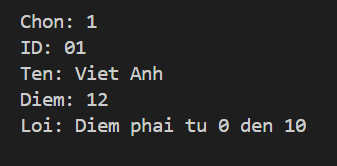 Chon: 1
ID: 01
Ten: Viet Anh
Diem: 12
Loi: Diem phai tu 0 den 10